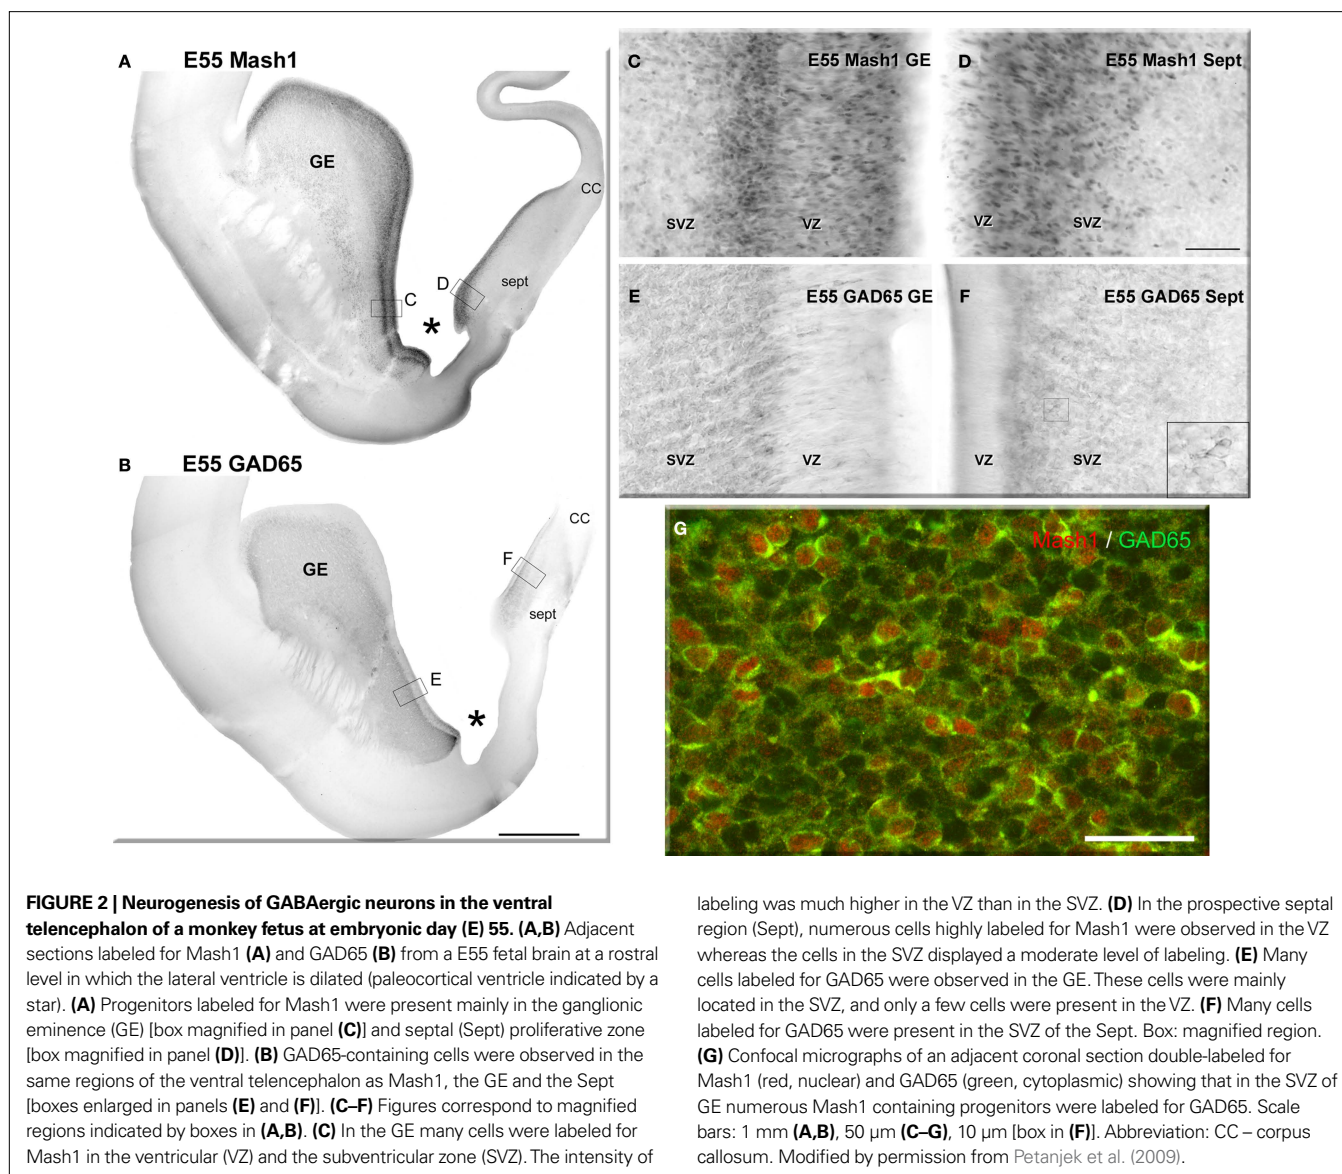 A
E55 Mash1
GE
CC
sept
C
D
*
B
E55 GAD65
GE
CC
F
sept
E
*
C
E55 Mash1 GE
SVZ
VZ
D
E55 Mash1 Sept
VZ
SVZ
E
E55 GAD65 GE
SVZ
VZ
F
E55 GAD65 Sept
VZ
SVZ
G
Mash1 / GAD65
FIGURE 2 | Neurogenesis of GABAergic neurons in the ventral
telencephalon of a monkey fetus at embryonic day (E) 55. (A,B) Adjacent
sections labeled for Mash1 (A) and GAD65 (B) from a E55 fetal brain at a rostral
level in which the lateral ventricle is dilated (paleocortical ventricle indicated by a
star). (A) Progenitors labeled for Mash1 were present mainly in the ganglionic
eminence (GE) [box magnified in panel (C)] and septal (Sept) proliferative zone
[box magnified in panel (D)]. (B) GAD65-containing cells were observed in the
same regions of the ventral telencephalon as Mash1, the GE and the Sept
[boxes enlarged in panels (E) and (F)]. (C–F) Figures correspond to magnified
regions indicated by boxes in (A,B). (C) In the GE many cells were labeled for
Mash1 in the ventricular (VZ) and the subventricular zone (SVZ). The intensity of
labeling was much higher in the VZ than in the SVZ. (D) In the prospective septal
region (Sept), numerous cells highly labeled for Mash1 were observed in the VZ
whereas the cells in the SVZ displayed a moderate level of labeling. (E) Many
cells labeled for GAD65 were observed in the GE. These cells were mainly
located in the SVZ, and only a few cells were present in the VZ. (F) Many cells
labeled for GAD65 were present in the SVZ of the Sept. Box: magnified region.
(G) Confocal micrographs of an adjacent coronal section double-labeled for
Mash1 (red, nuclear) and GAD65 (green, cytoplasmic) showing that in the SVZ of
GE numerous Mash1 containing progenitors were labeled for GAD65. Scale
bars: 1 mm (A,B), 50 μm (C–G), 10 μm [box in (F)]. Abbreviation: CC – corpus
callosum. Modified by permission from Petanjek et al. (2009).